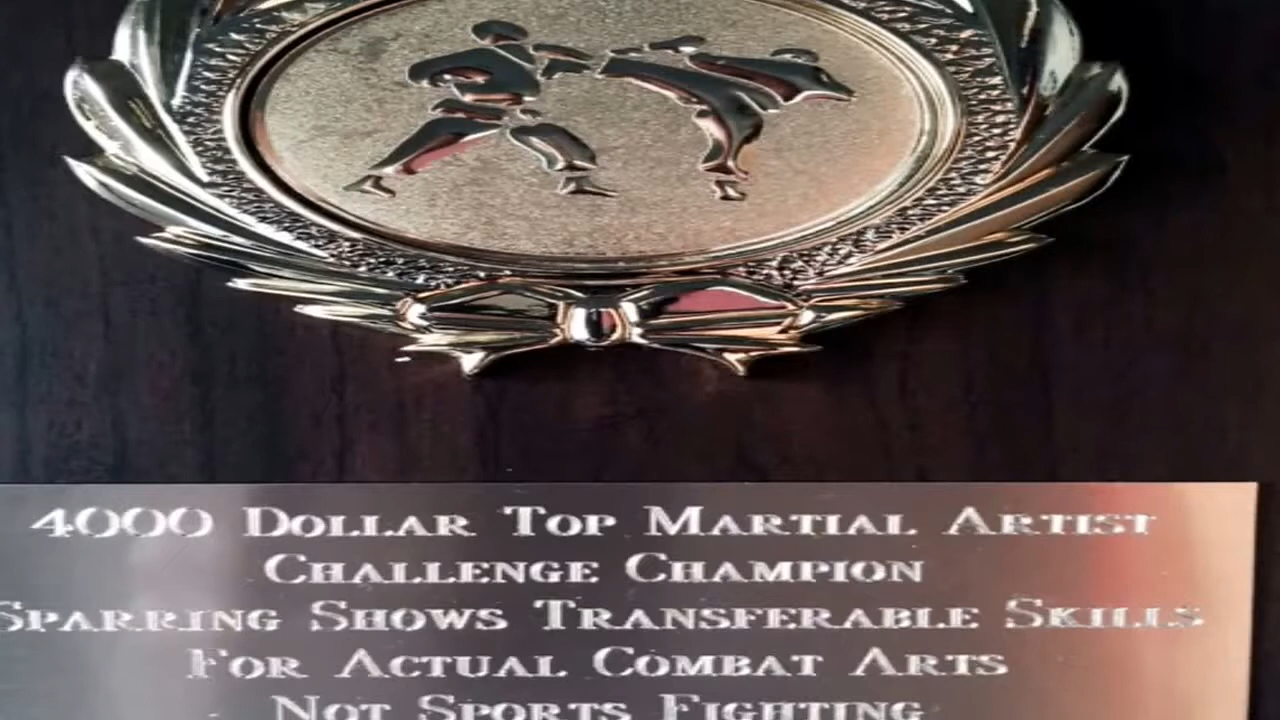 4000 Dollar Top Martial Artist
Challenge Champion
Sparring Shows Transferable Skills
For Actual Combat Arts
Not Sports Fighting